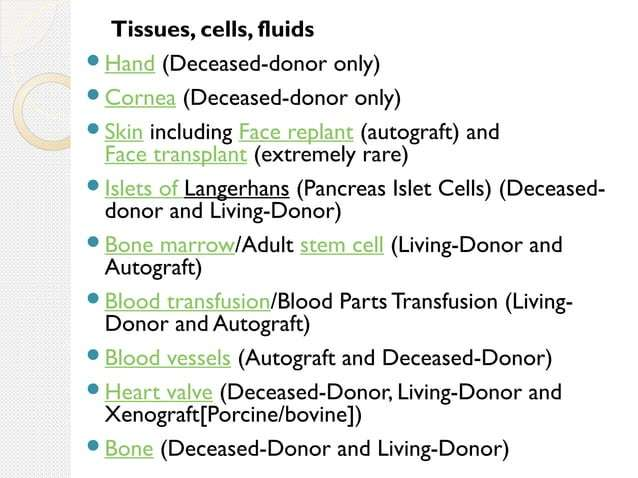 Tissues, cells, fluids
Hand (Deceased-donor only)
Cornea (Deceased-donor only)
Skin including Face replant (autograft) and
Face transplant (extremely rare)
Islets of Langerhans (Pancreas Islet Cells) (Deceased-
donor and Living-Donor)
Bone marrow/Adult stem cell (Living-Donor and
Autograft)
Blood transfusion/Blood Parts Transfusion (Living-
Donor and Autograft)
Blood vessels (Autograft and Deceased-Donor)
Heart valve (Deceased-Donor, Living-Donor and
Xenograft[Porcine/bovine])
Bone (Deceased-Donor and Living-Donor)